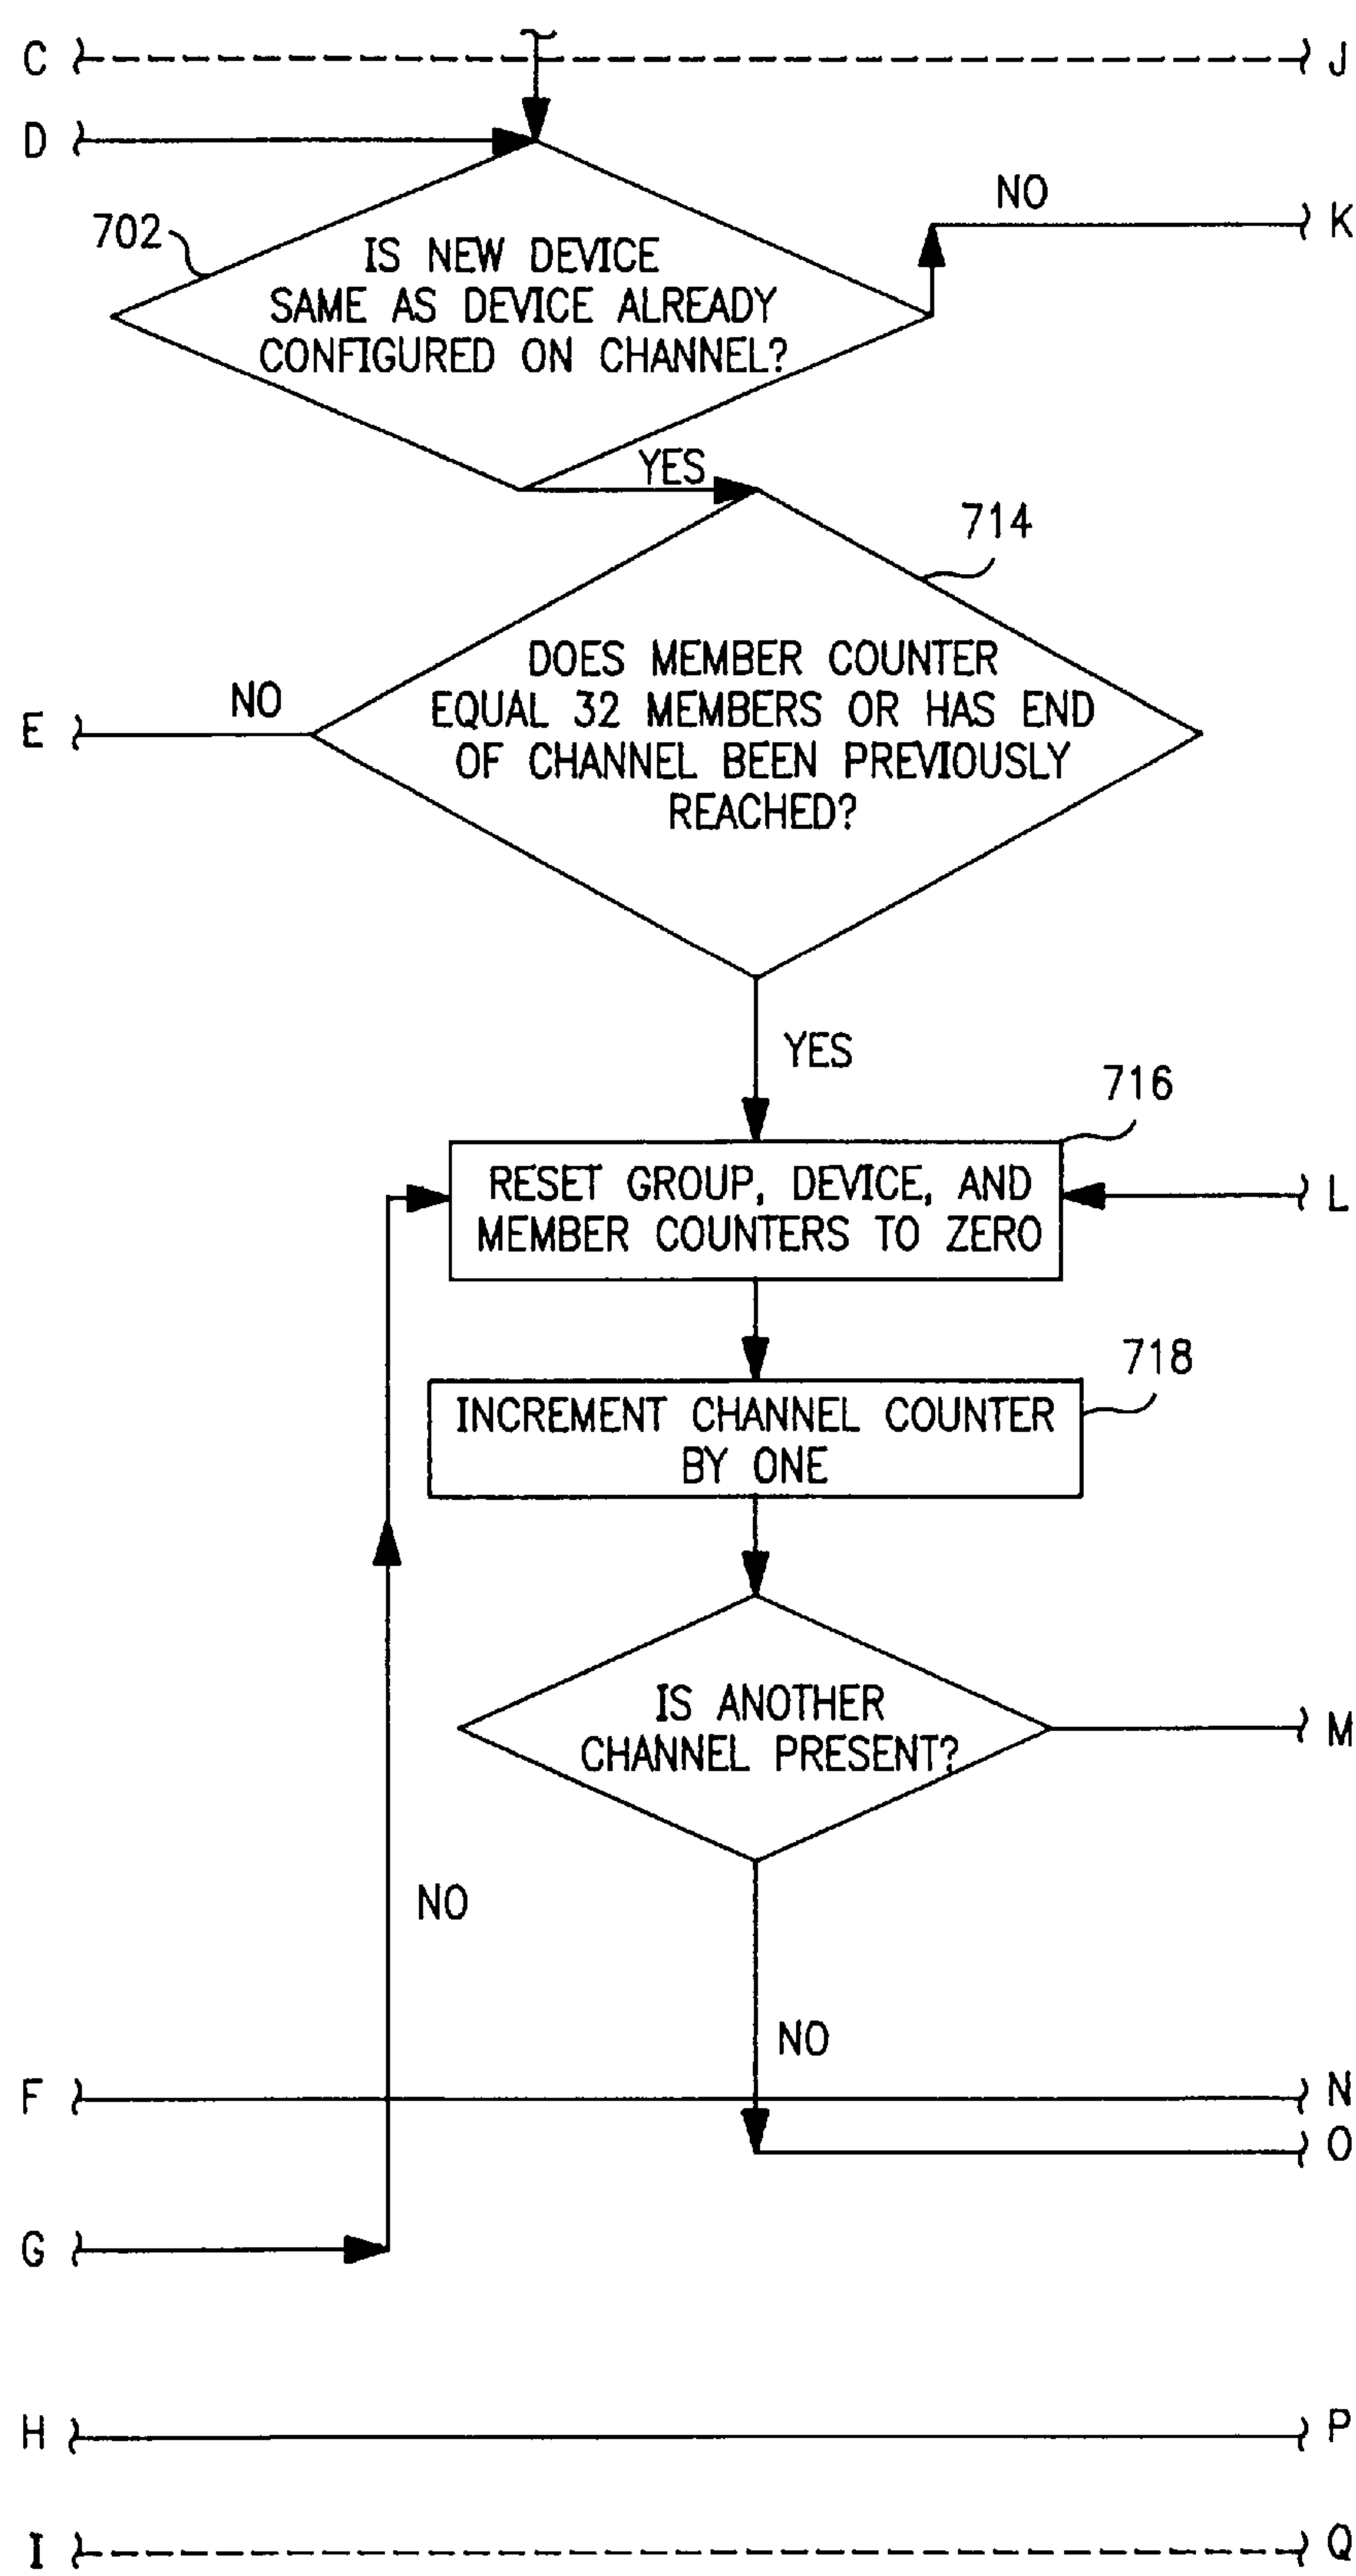 C
J
D
NO
K
702
IS NEW DEVICE
SAME AS DEVICE ALREADY
CONFIGURED ON CHANNEL?
YES
714
DOES MEMBER COUNTER
EQUAL 32 MEMBERS OR HAS END
OF CHANNEL BEEN PREVIOUSLY
REACHED?
NO
E
YES
716
RESET GROUP, DEVICE, AND
MEMBER COUNTERS TO ZERO
L
718
INCREMENT CHANNEL COUNTER
BY ONE
IS ANOTHER
CHANNEL PRESENT?
M
NO
NO
F
N
O
G
H
P
I
Q